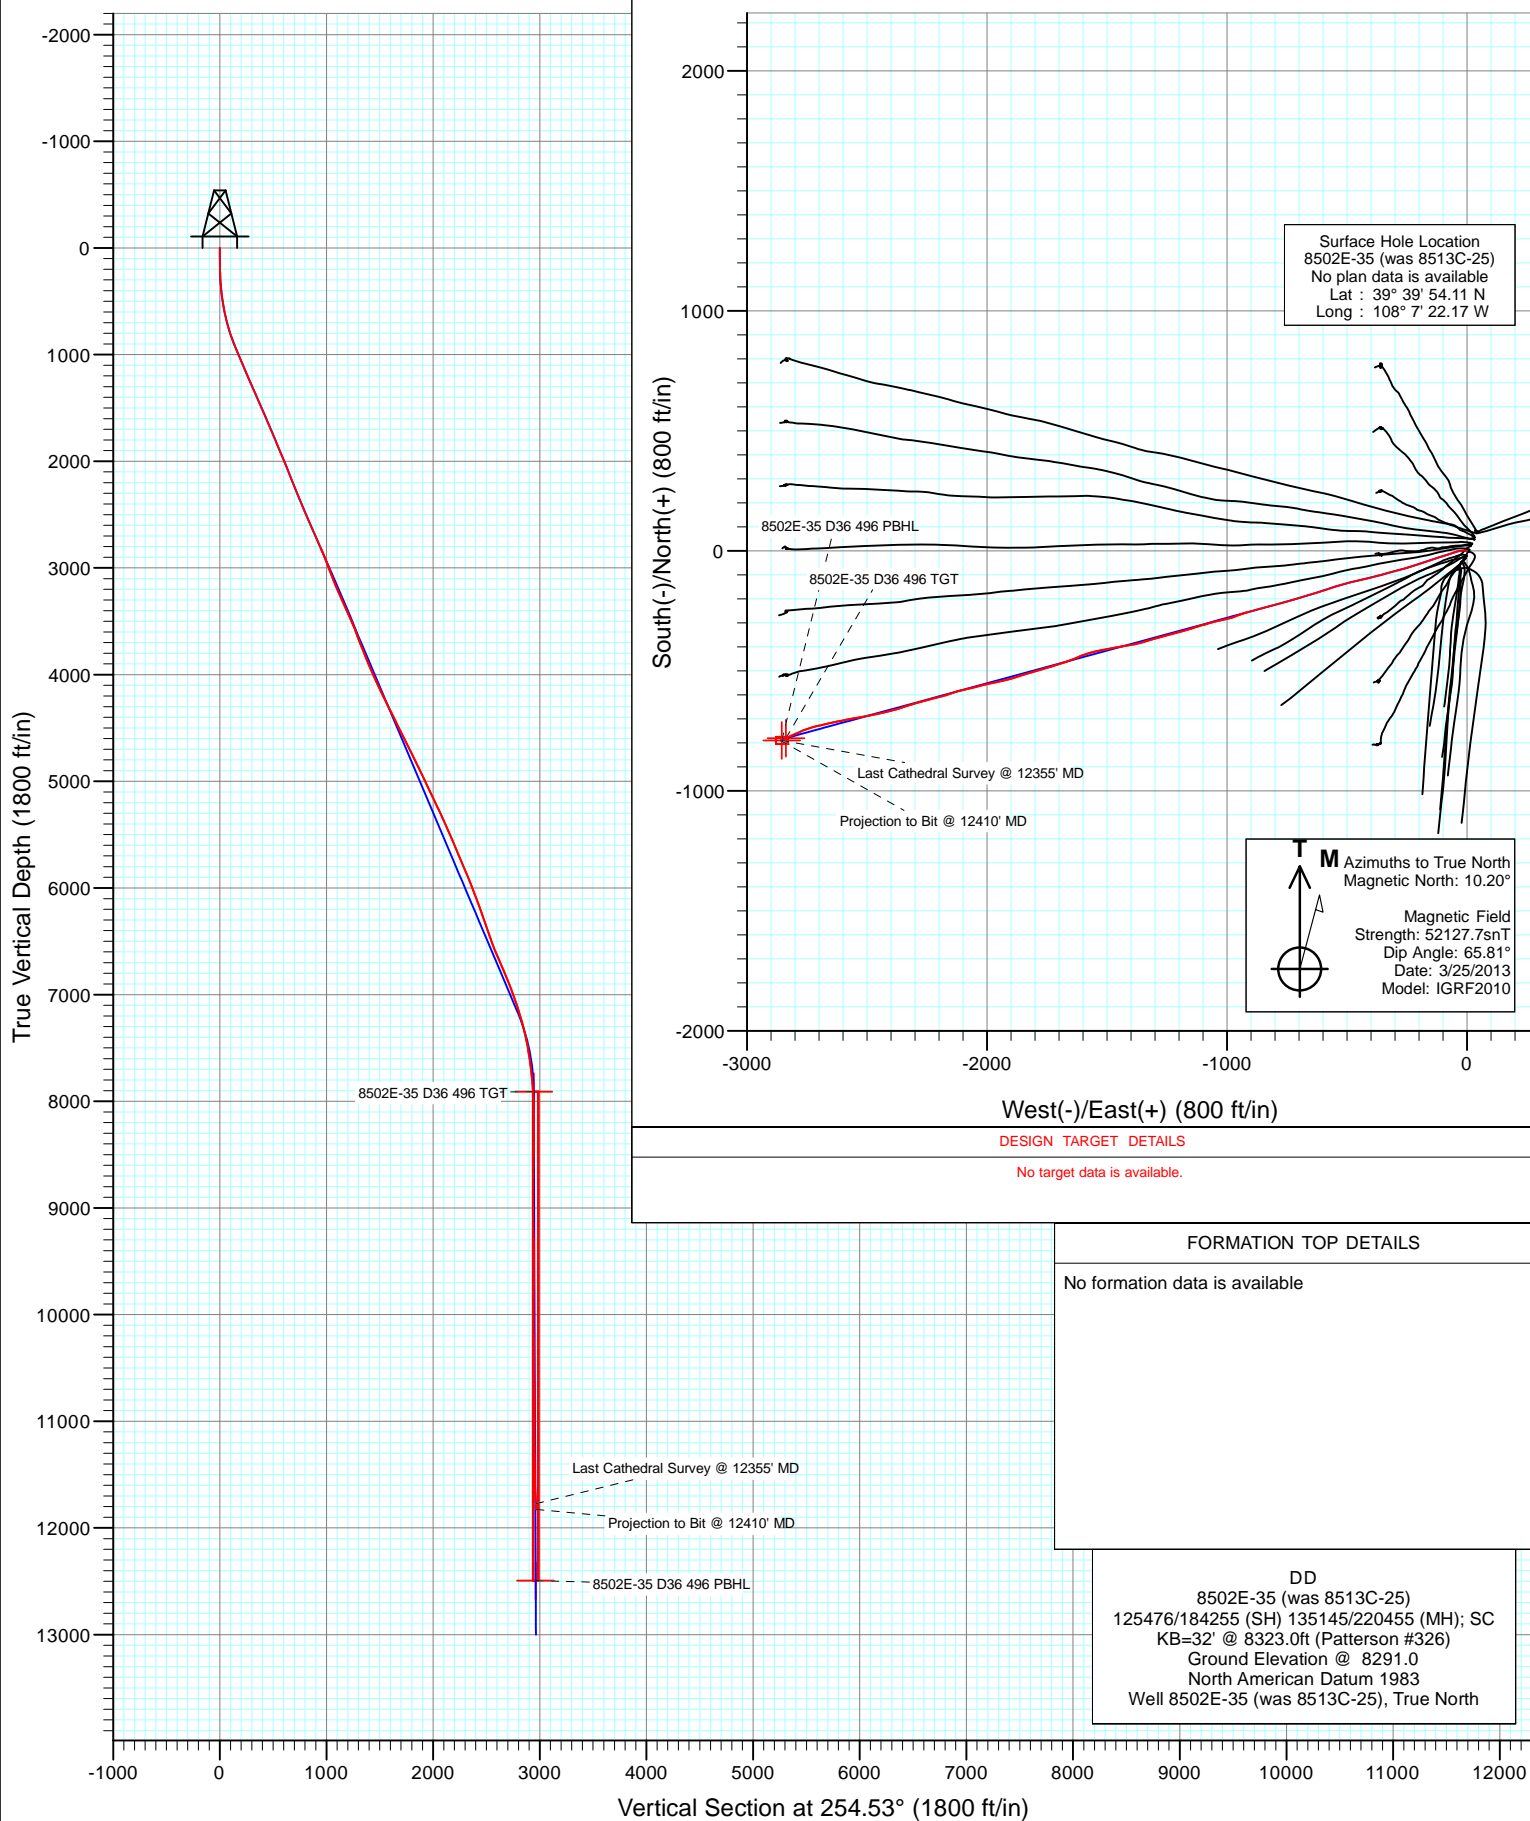 -2000
-1000
0
1000
2000
3000
4000
5000
6000
7000
8000
9000
10000
11000
12000
13000
True Vertical Depth (1800 ft/in)
8502E-35 D36 496 TGT
Last Cathedral Survey @ 12355' MD
Projection to Bit @ 12410' MD
8502E-35 D36 496 PBHL
-1000
0
1000
2000
3000
4000
5000
6000
7000
8000
9000
10000
11000
12000
Vertical Section at 254.53° (1800 ft/in)
2000
1000
0
-1000
-2000
South(-)/North(+) (800 ft/in)
Surface Hole Location
8502E-35 (was 8513C-25)
No plan data is available
Lat : 39° 39' 54.11 N
Long : 108° 7' 22.17 W
8502E-35 D36 496 PBHL
8502E-35 D36 496 TGT
Last Cathedral Survey @ 12355' MD
Projection to Bit @ 12410' MD
T
M
Azimuths to True North
Magnetic North: 10.20°
Magnetic Field
Strength: 52127.7snT
Dip Angle: 65.81°
Date: 3/25/2013
Model: IGRF2010
-3000
-2000
-1000
0
West(-)/East(+) (800 ft/in)
DESIGN TARGET DETAILS
No target data is available.
FORMATION TOP DETAILS
No formation data is available
DD
8502E-35 (was 8513C-25)
125476/184255 (SH) 135145/220455 (MH); SC
KB=32' @ 8323.0ft (Patterson #326)
Ground Elevation @ 8291.0
North American Datum 1983
Well 8502E-35 (was 8513C-25), True North